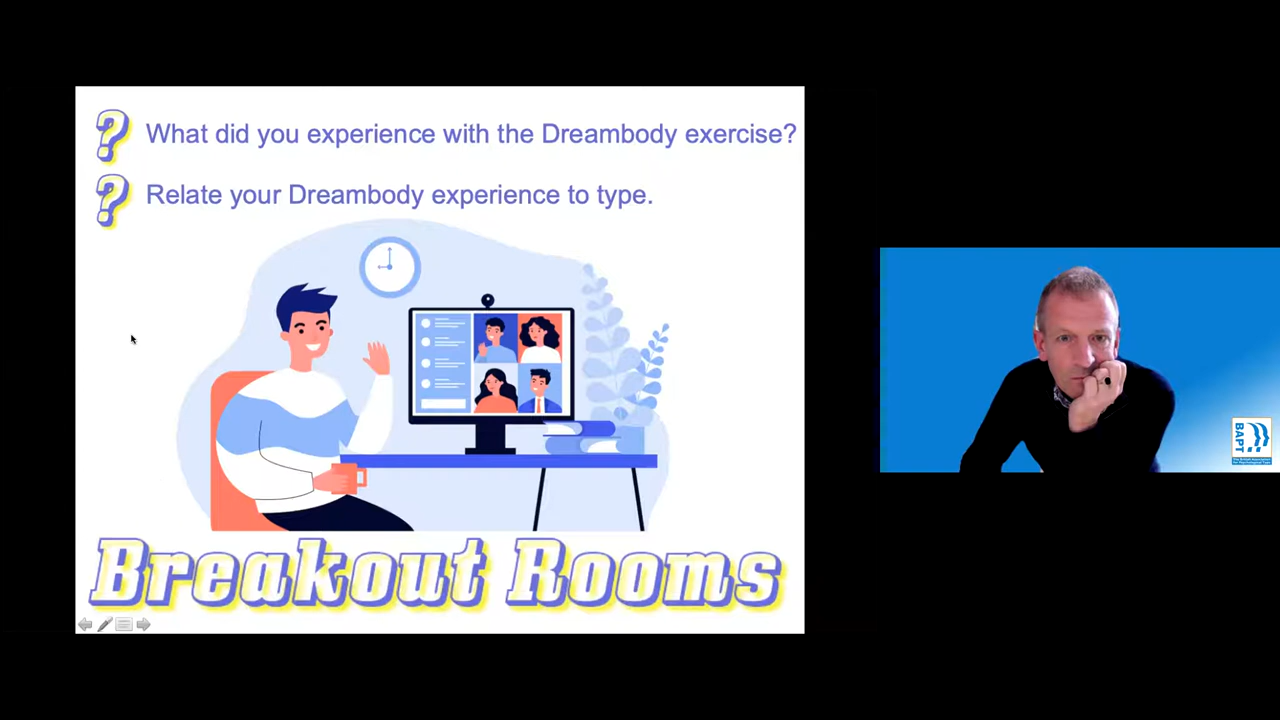 ? What did you experience with the Dreambody exercise?
? Relate your Dreambody experience to type.
Breakout Rooms
BAPT